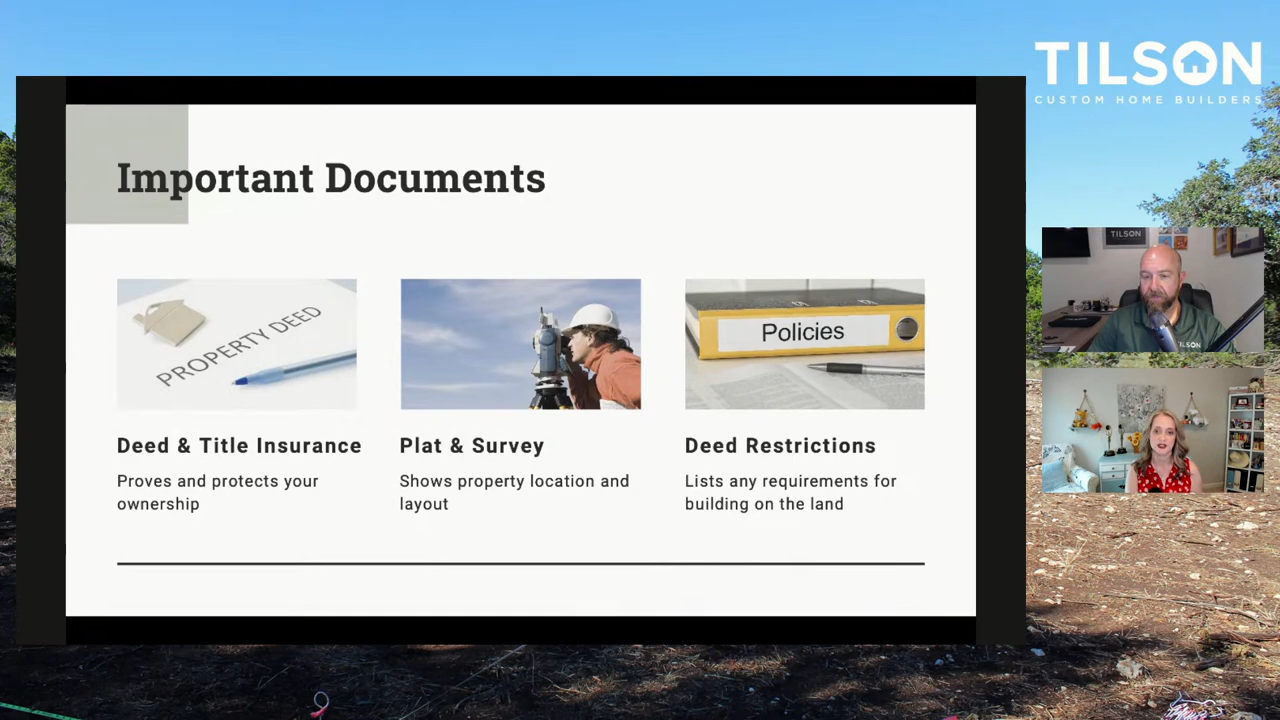 TILSON
CUSTOM HOME BUILDERS
Important Documents
PROPERTY DEED
Policies
Deed & Title Insurance
Proves and protects your
ownership
Plat & Survey
Shows property location and
layout
Deed Restrictions
Lists any requirements for
building on the land
TILSON
TILSON